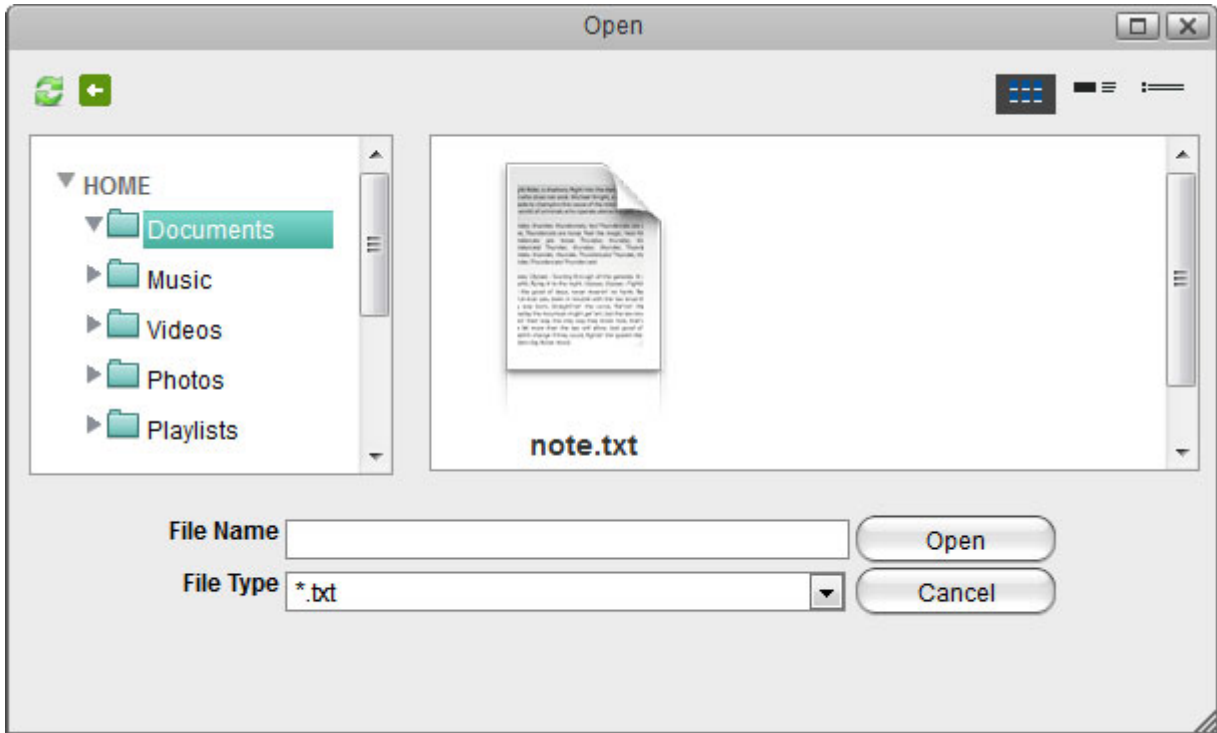 Open
HOME
Documents
Music
Videos
Photos
Playlists
note.txt
File Name
Open
File Type
*.txt
Cancel